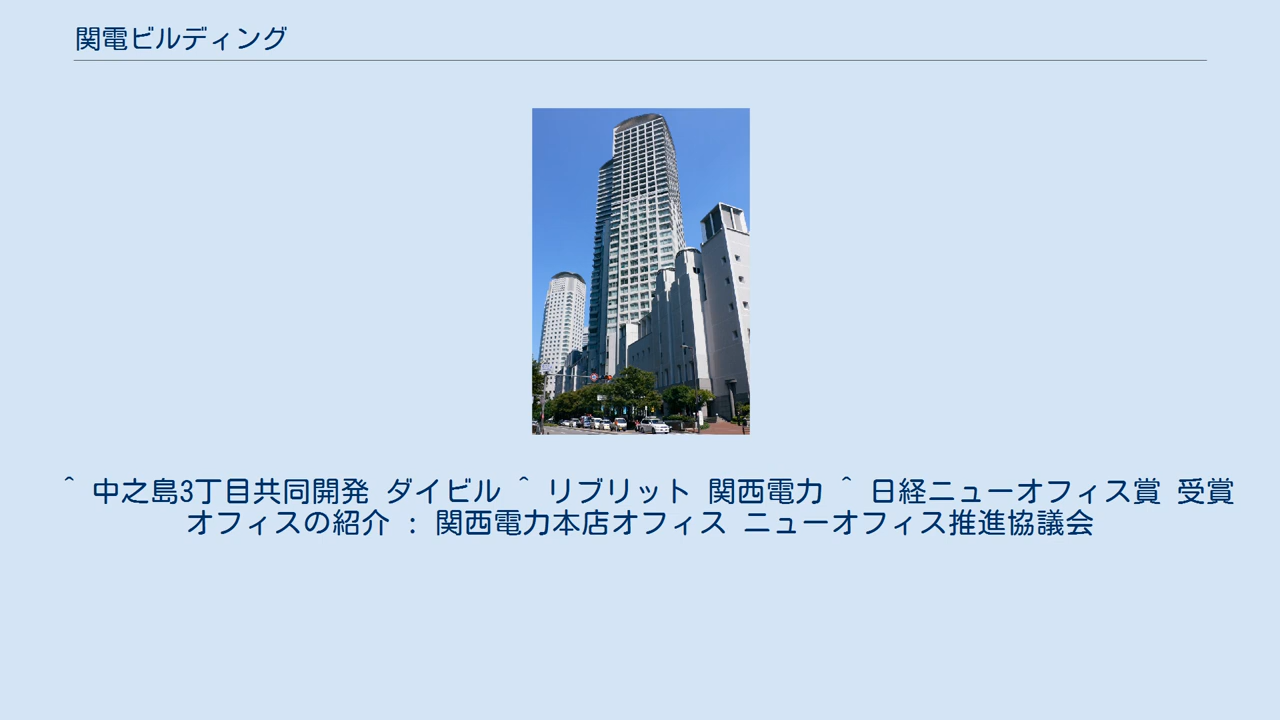 関電ビルディング
^ 中之島3丁目共同開発 ダイビル ^ リブリット 関西電力 ^ 日経ニューオフィス賞 受賞
オフィスの紹介 : 関西電力本店オフィス ニューオフィス推進協議会